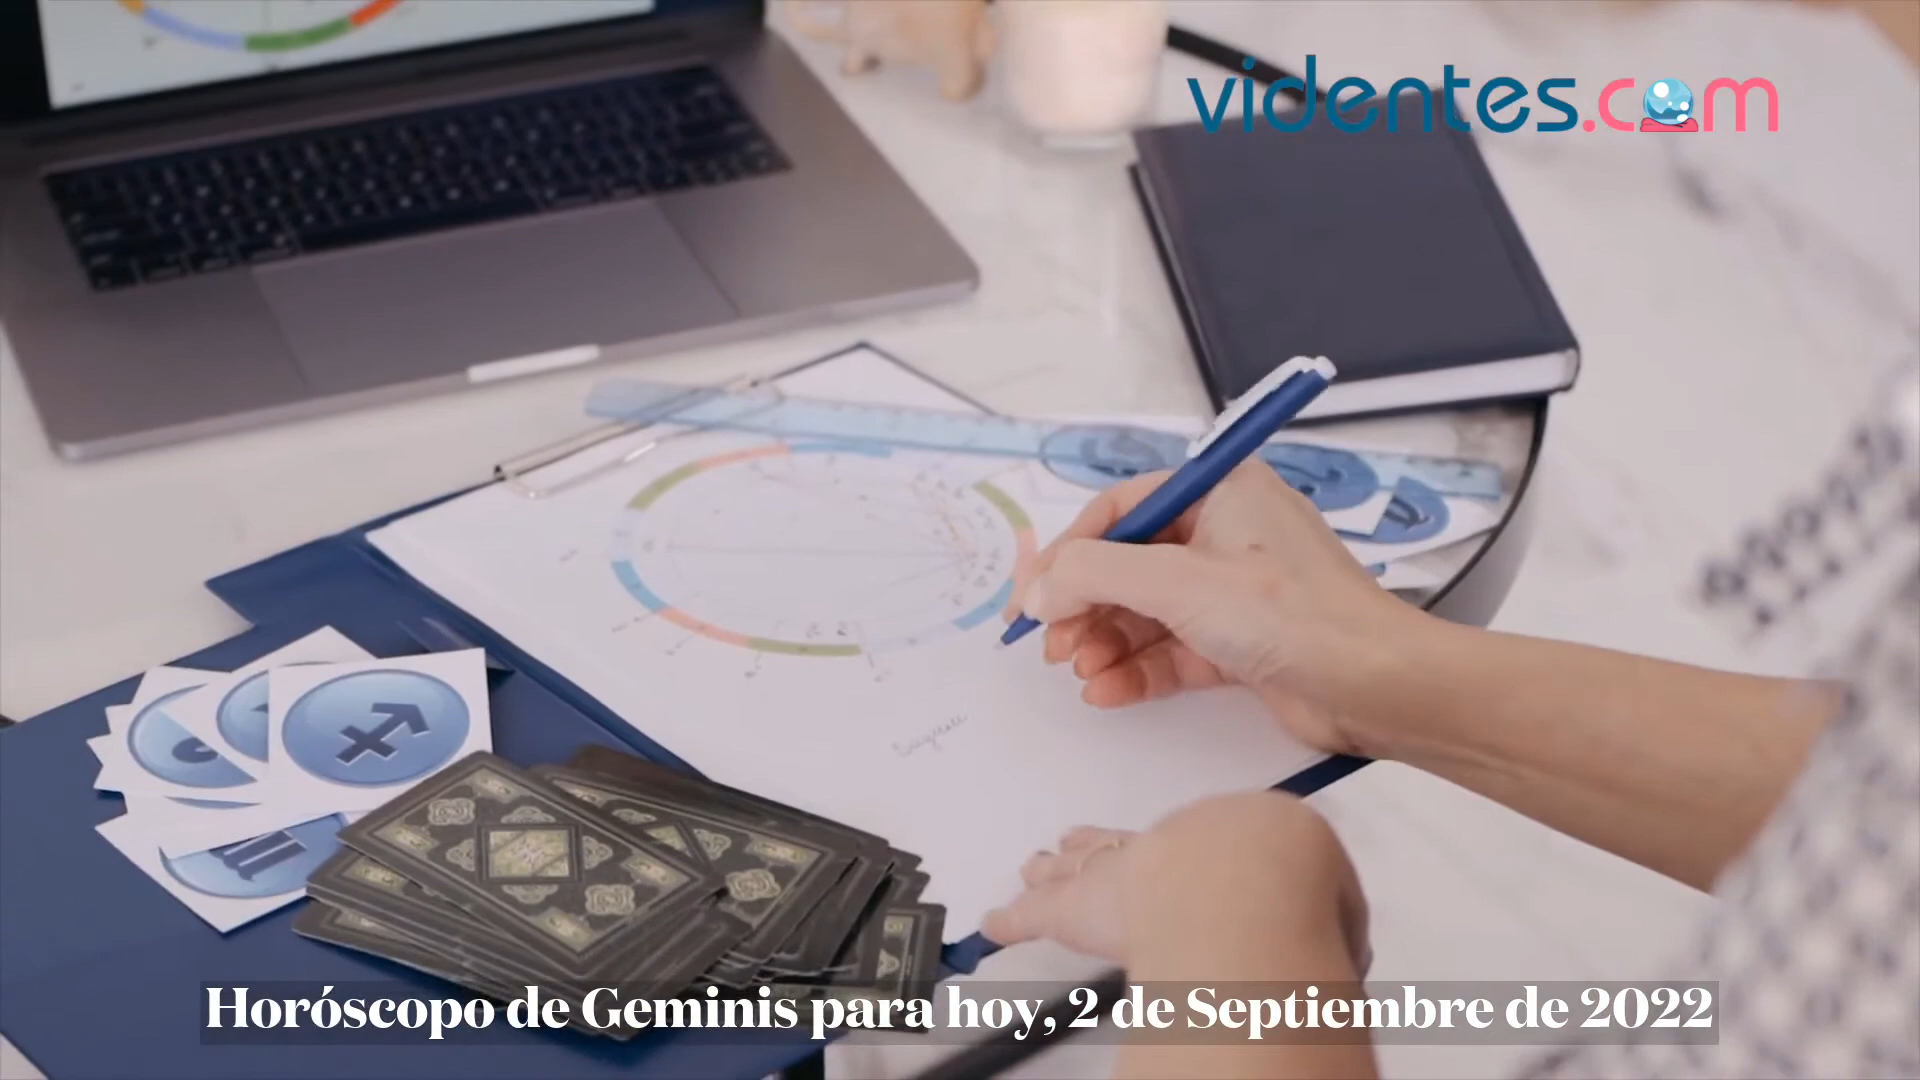 videntes.com
Horóscopo de Geminis para hoy, 2 de Septiembre de 2022